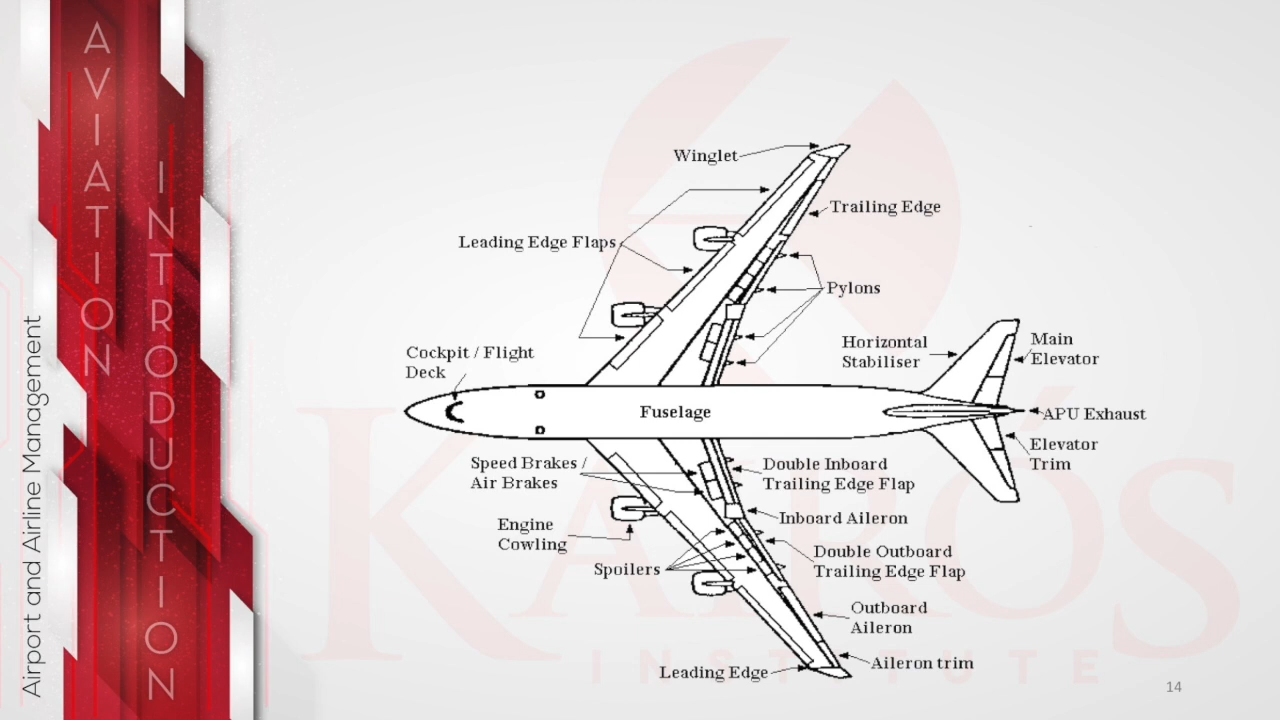 AVIATION
INTRODUCTION
Airport and Airline Management
Winglet
Trailing Edge
Leading Edge Flaps
Pylons
Horizontal
Stabiliser
Main
Elevator
Cockpit / Flight
Deck
Fuselage
APU Exhaust
Elevator
Trim
Speed Brakes /
Air Brakes
Double Inboard
Trailing Edge Flap
Inboard Aileron
Engine
Cowling
Double Outboard
Trailing Edge Flap
Spoilers
Outboard
Aileron
Aileron trim
Leading Edge
KAIRÓS
INSTITUTE
14